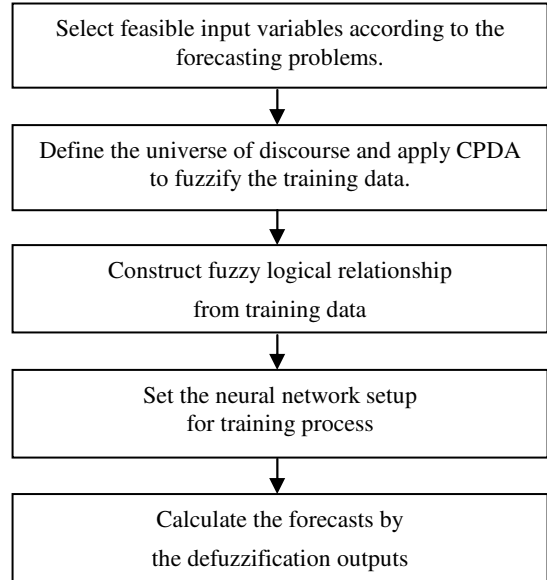 Select feasible input variables according to the
forecasting problems.
Define the universe of discourse and apply CPDA
to fuzzify the training data.
Construct fuzzy logical relationship
from training data
Set the neural network setup
for training process
Calculate the forecasts by
the defuzzification outputs